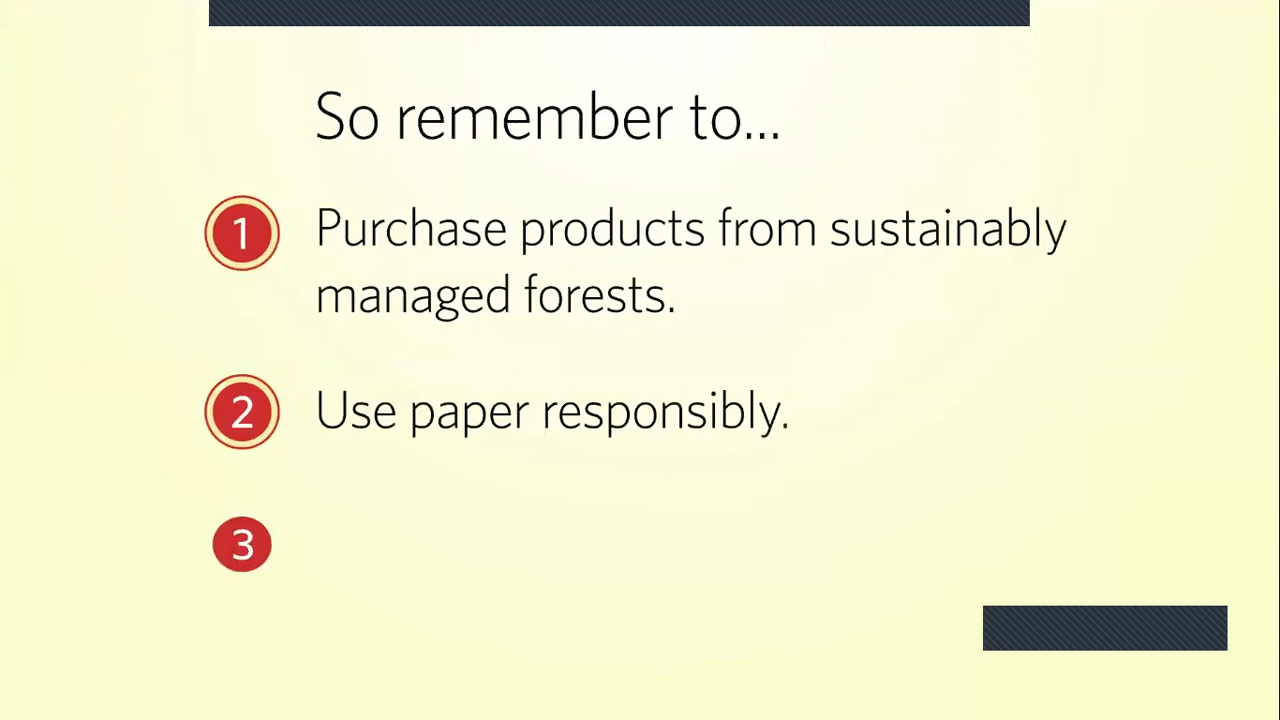 So remember to...
1 Purchase products from sustainably
managed forests.
2 Use paper responsibly.
3